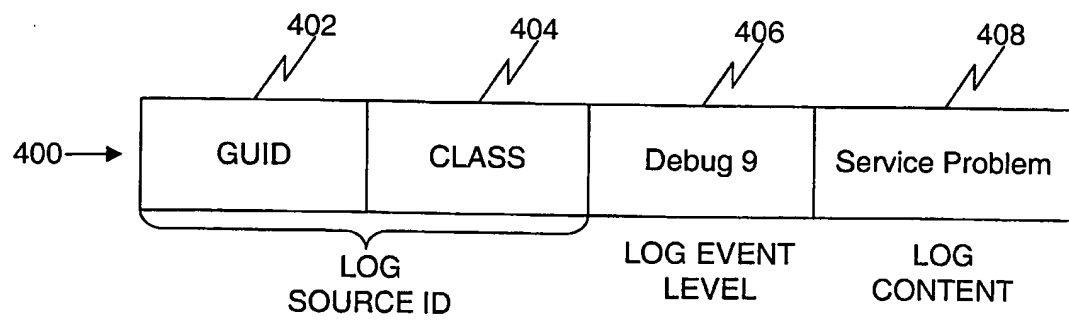 402 404 406 408
400 GUID CLASS Debug 9 Service Problem
LOG LOG EVENT LOG
SOURCE ID LEVEL CONTENT